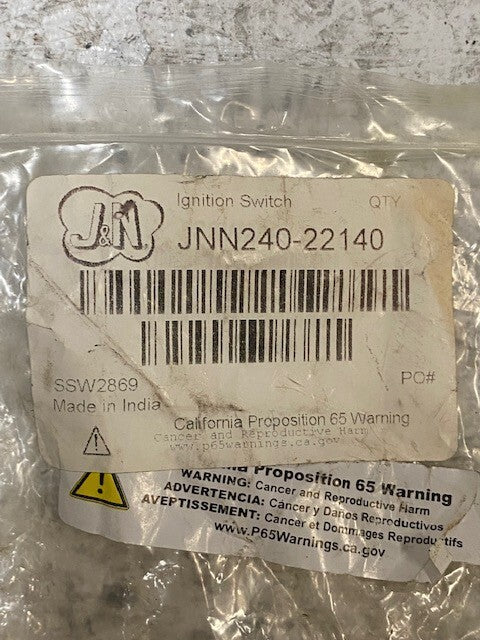 J&N
Ignition Switch QTY
JNN240-22140
SSW2869 PO#
Made in India
California Proposition 65 Warning
Cancer and Reproductive Harm
www.p65warnings.ca.gov
Proposition 65 Warning
WARNING: Cancer and Reproductive Harm
ADVERTENCIA: Cáncer y Daños Reproductivos
AVEPTISSEMENT: Cancer et Dommages Reproductifs
www.P65Warnings.ca.gov